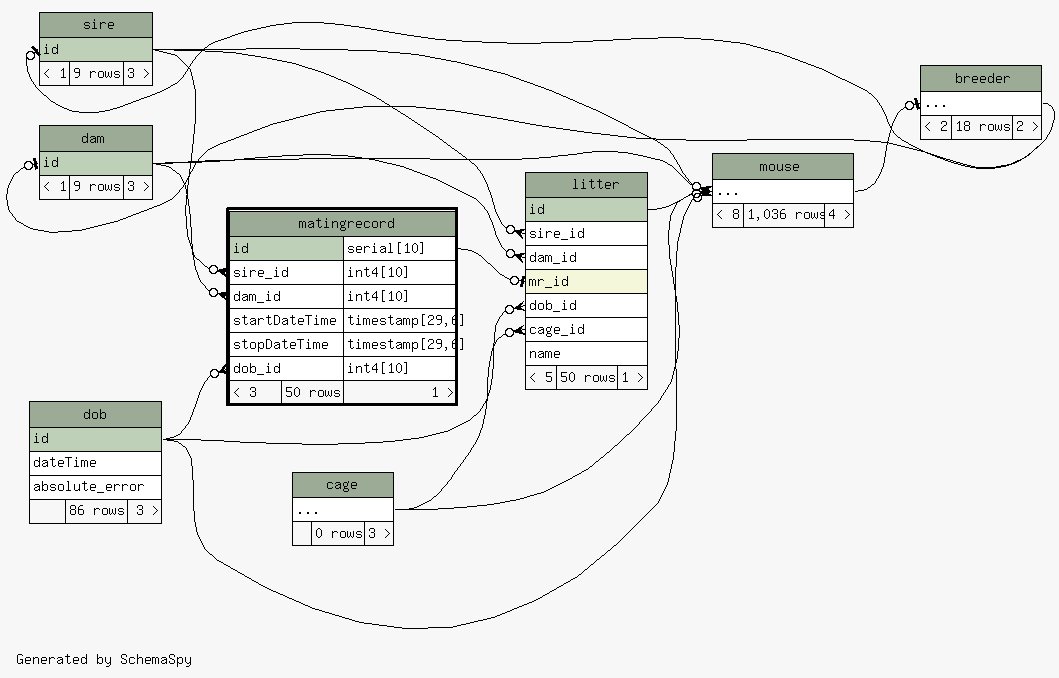 sire
id
< 1 9 rows 3 >
dam
id
< 1 9 rows 3 >
matingrecord
id serial[10]
sire_id int4[10]
dam_id int4[10]
startDateTime timestamp[29,6]
stopDateTime timestamp[29,6]
dob_id int4[10]
< 3 50 rows 1 >
dob
id
dateTime
absolute_error
86 rows 3 >
cage
...
0 rows 3 >
litter
id
sire_id
dam_id
mr_id
dob_id
cage_id
name
< 5 50 rows 1 >
mouse
...
< 8 1,036 rows 4 >
breeder
...
< 2 18 rows 2 >
Generated by SchemaSpy